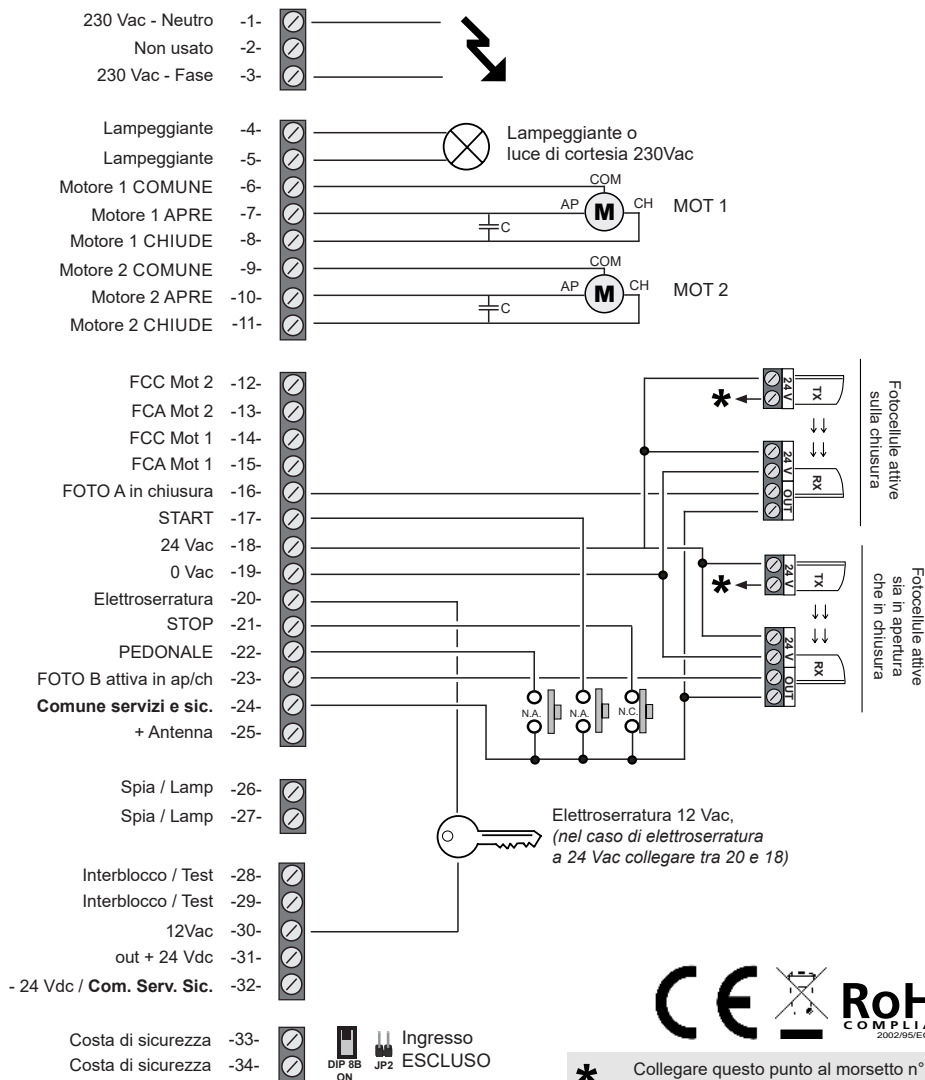 230 Vac - Neutro -1-
Non usato -2-
230 Vac - Fase -3-
Lampeggiante -4-
Lampeggiante -5-
Lampeggiante o
luce di cortesia 230Vac
Motore 1 COMUNE -6-
Motore 1 APRE -7-
Motore 1 CHIUDE -8-
COM
AP M CH MOT 1
C
Motore 2 COMUNE -9-
Motore 2 APRE -10-
Motore 2 CHIUDE -11-
COM
AP M CH MOT 2
C
FCC Mot 2 -12-
FCA Mot 2 -13-
FCC Mot 1 -14-
FCA Mot 1 -15-
FOTO A in chiusura -16-
START -17-
24 Vac -18-
0 Vac -19-
Elettroserratura -20-
STOP -21-
PEDONALE -22-
FOTO B attiva in ap/ch -23-
Comune servizi e sic. -24-
+ Antenna -25-
* 24 V TX
24 V OUT RX
Fotocellule attive
sulla chiusura
* 24 V TX
24 V OUT RX
Fotocellule attive
sia in apertura
che in chiusura
N.A. N.A. N.C.
Spia / Lamp -26-
Spia / Lamp -27-
Elettroserratura 12 Vac,
(nel caso di elettroserratura
a 24 Vac collegare tra 20 e 18)
Interblocco / Test -28-
Interblocco / Test -29-
12Vac -30-
out + 24 Vdc -31-
- 24 Vdc / Com. Serv. Sic. -32-
CE RoH
COMPLIA
2002/95/EC
Costa di sicurezza -33-
Costa di sicurezza -34-
DIP 8B
ON
JP2
Ingresso
ESCLUSO
* Collegare questo punto al morsetto n°